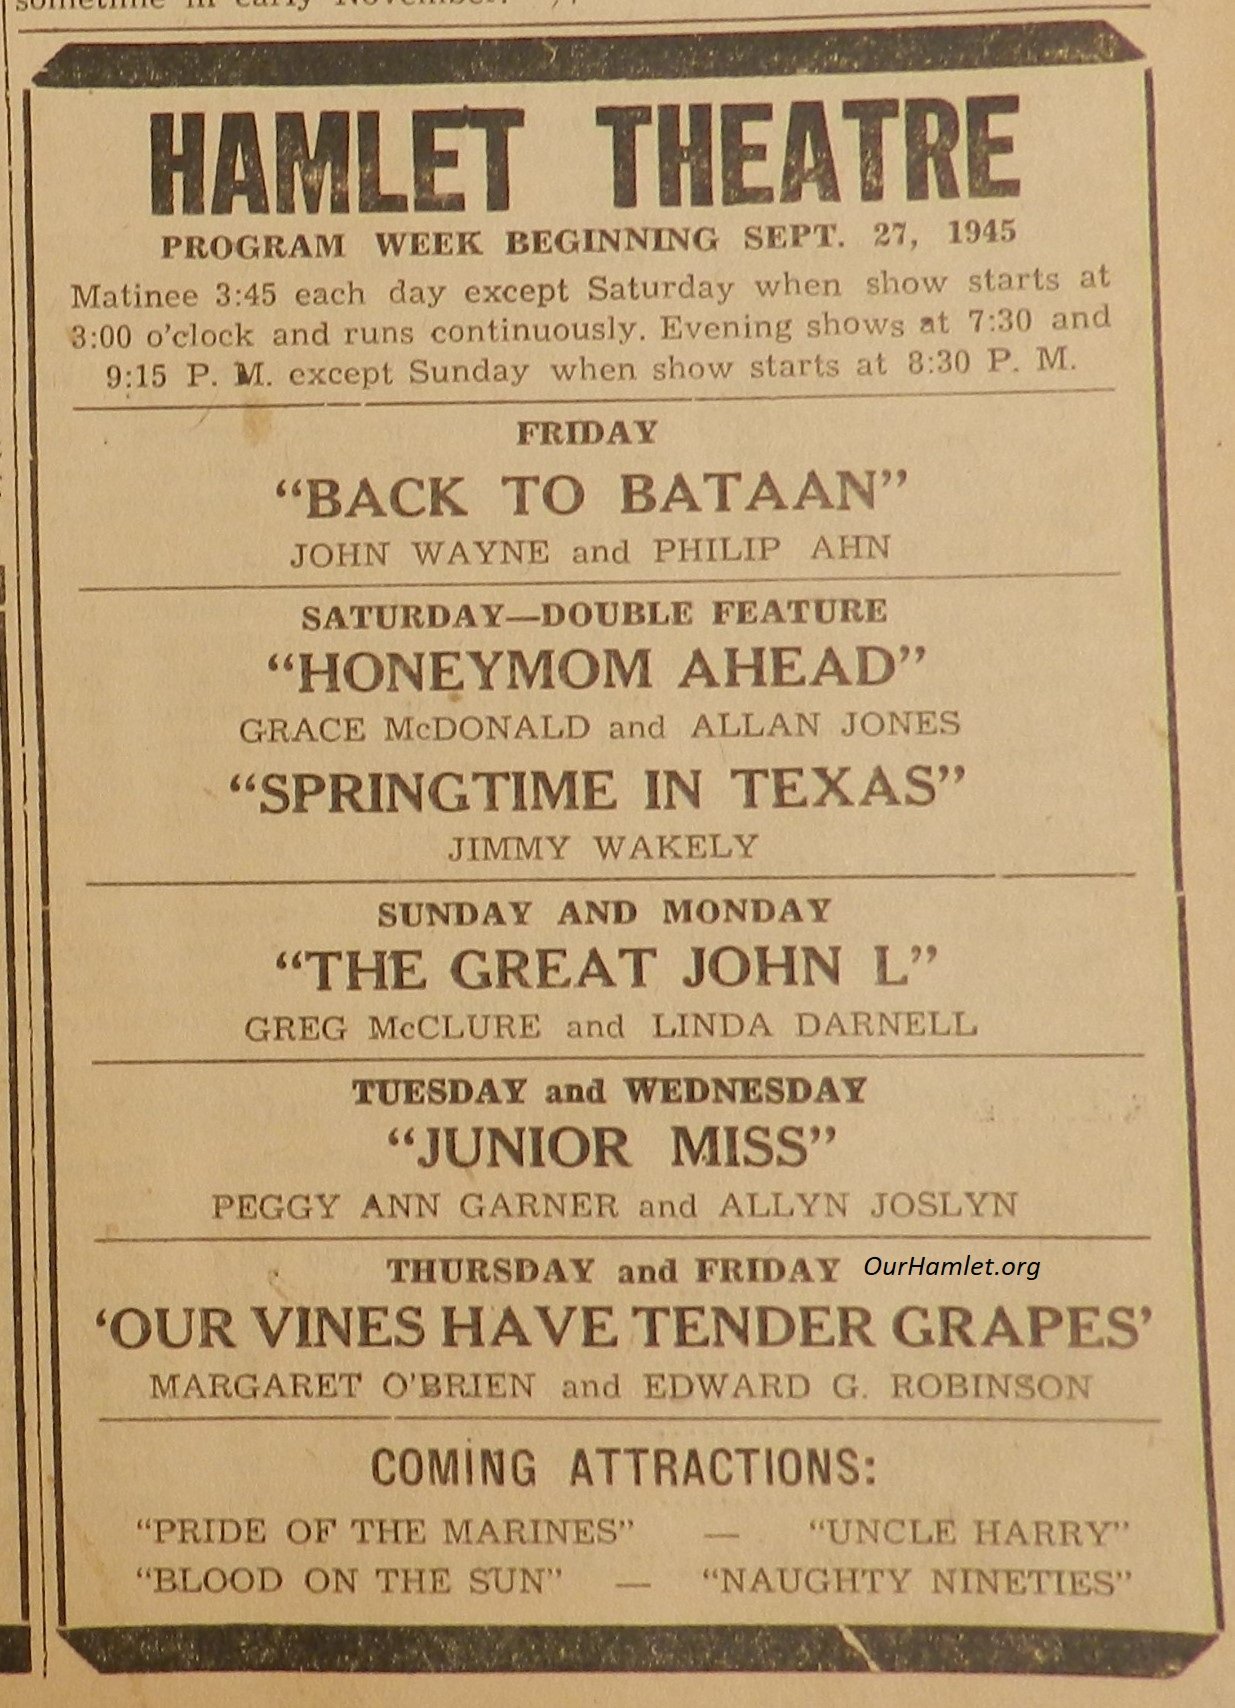 sometime in early November.
HAMLET THEATRE
PROGRAM WEEK BEGINNING SEPT. 27, 1945
Matinee 3:45 each day except Saturday when show starts at
3:00 o'clock and runs continuously. Evening shows at 7:30 and
9:15 P. M. except Sunday when show starts at 8:30 P. M.
FRIDAY
“BACK TO BATAAN”
JOHN WAYNE and PHILIP AHN
SATURDAY—DOUBLE FEATURE
“HONEYMOM AHEAD”
GRACE McDONALD and ALLAN JONES
“SPRINGTIME IN TEXAS”
JIMMY WAKELY
SUNDAY AND MONDAY
“THE GREAT JOHN L”
GREG McCLURE and LINDA DARNELL
TUESDAY and WEDNESDAY
“JUNIOR MISS”
PEGGY ANN GARNER and ALLYN JOSLYN
THURSDAY and FRIDAY OurHamlet.org
‘OUR VINES HAVE TENDER GRAPES’
MARGARET O'BRIEN and EDWARD G. ROBINSON
COMING ATTRACTIONS:
“PRIDE OF THE MARINES” — “UNCLE HARRY”
“BLOOD ON THE SUN” — “NAUGHTY NINETIES”